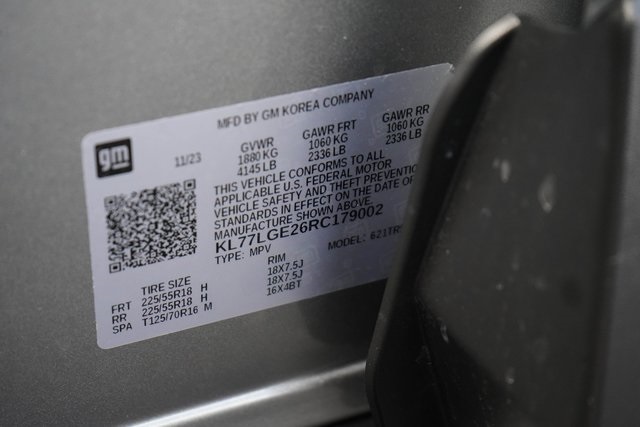 MFD BY GM KOREA COMPANY
gm
11/23
GVWR GAWR FRT GAWR RR
1880 KG 1060 KG 1060 KG
4145 LB 2336 LB 2336 LB
THIS VEHICLE CONFORMS TO ALL
APPLICABLE U.S. FEDERAL MOTOR
VEHICLE SAFETY AND THEFT PREVENTION
STANDARDS IN EFFECT ON THE DATE OF
MANUFACTURE SHOWN ABOVE
KL77LGE26RC179002
TYPE: MPV MODEL:
TIRE SIZE RIM
FRT 225/55R18 H 18X7.5J
RR 225/55R18 H 18X7.5J
SPA T125/70R16 M 16X4BT